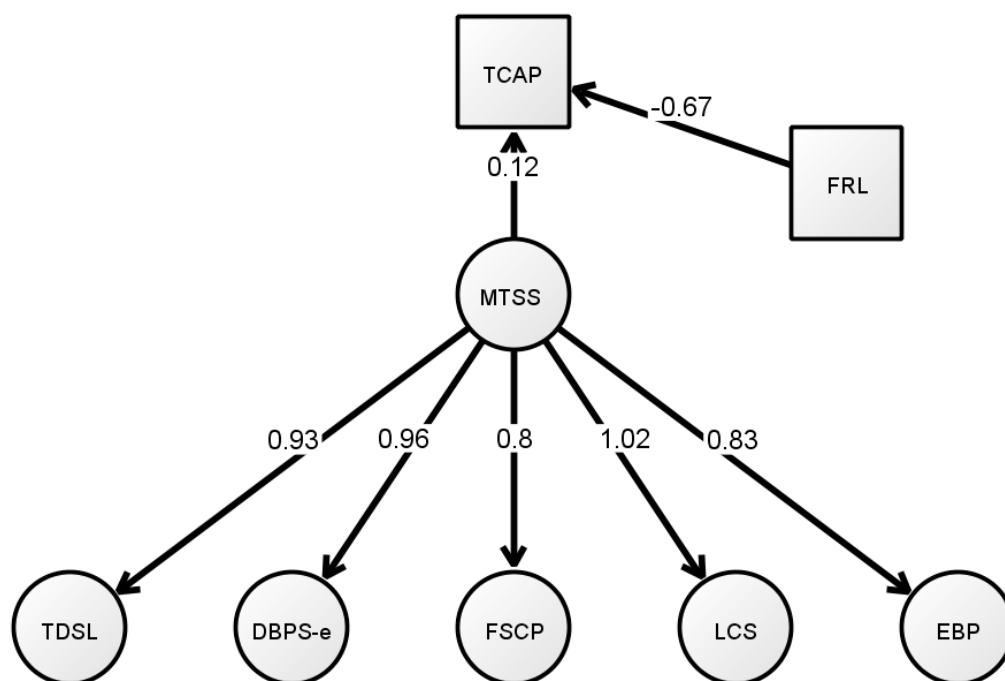 TCAP
-0.67
0.12
FRL
MTSS
0.93
0.96
0.8
1.02
0.83
TDSL
DBPS-e
FSCP
LCS
EBP